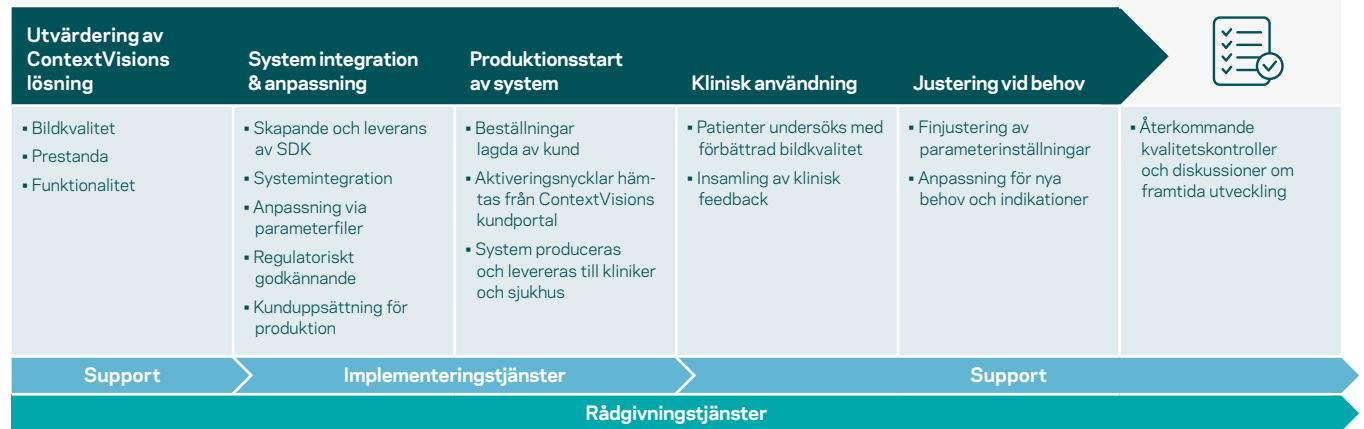 Utvärdering av
ContextVisions
lösning
System integration
& anpassning
Produktionsstart
av system
Klinisk användning
Justering vid behov
▪ Bildkvalitet
▪ Prestanda
▪ Funktionalitet
▪ Skapande och leverans
av SDK
▪ Systemintegration
▪ Anpassning via
parameterfiler
▪ Regulatoriskt
godkännande
▪ Kunduppsättning för
produktion
▪ Beställningar
lagda av kund
▪ Aktiveringsnycklar häm-
tas från ContextVisions
kundportal
▪ System produceras
och levereras till kliniker
och sjukhus
▪ Patienter undersöks med
förbättrad bildkvalitet
▪ Insamling av klinisk
feedback
▪ Finjustering av
parameterinställningar
▪ Anpassning för nya
behov och indikationer
▪ Återkommande
kvalitetskontroller
och diskussioner om
framtida utveckling
Support
Implementeringstjänster
Support
Rådgivningstjänster